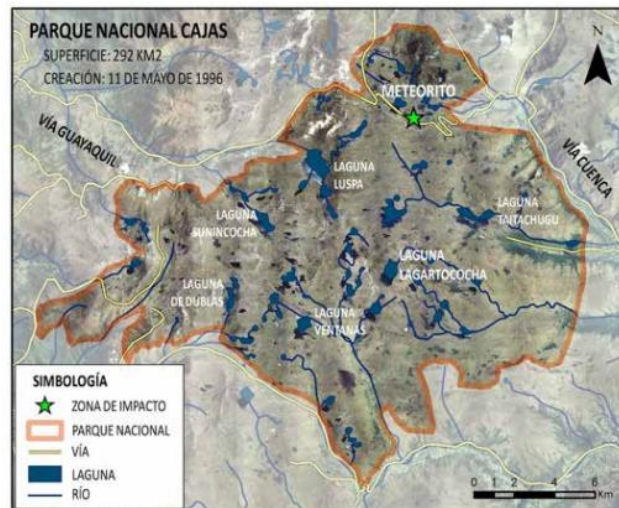 PARQUE NACIONAL CAJAS
SUPERFICIE: 292 KM2
CREACIÓN: 11 DE MAYO DE 1996
N
METEORITO
VÍA GUAYAQUIL
VÍA CUENCA
LAGUNA
LUSPA
LAGUNA
SUNINCOCHA
LAGUNA
TAITACHUGU
LAGUNA
LAGARTOCOCHA
LAGUNA
DE DUBLAS
LAGUNA
VENTANAS
SIMBOLOGÍA
ZONA DE IMPACTO
PARQUE NACIONAL
VÍA
LAGUNA
RÍO
0 1 2 4 6
Km